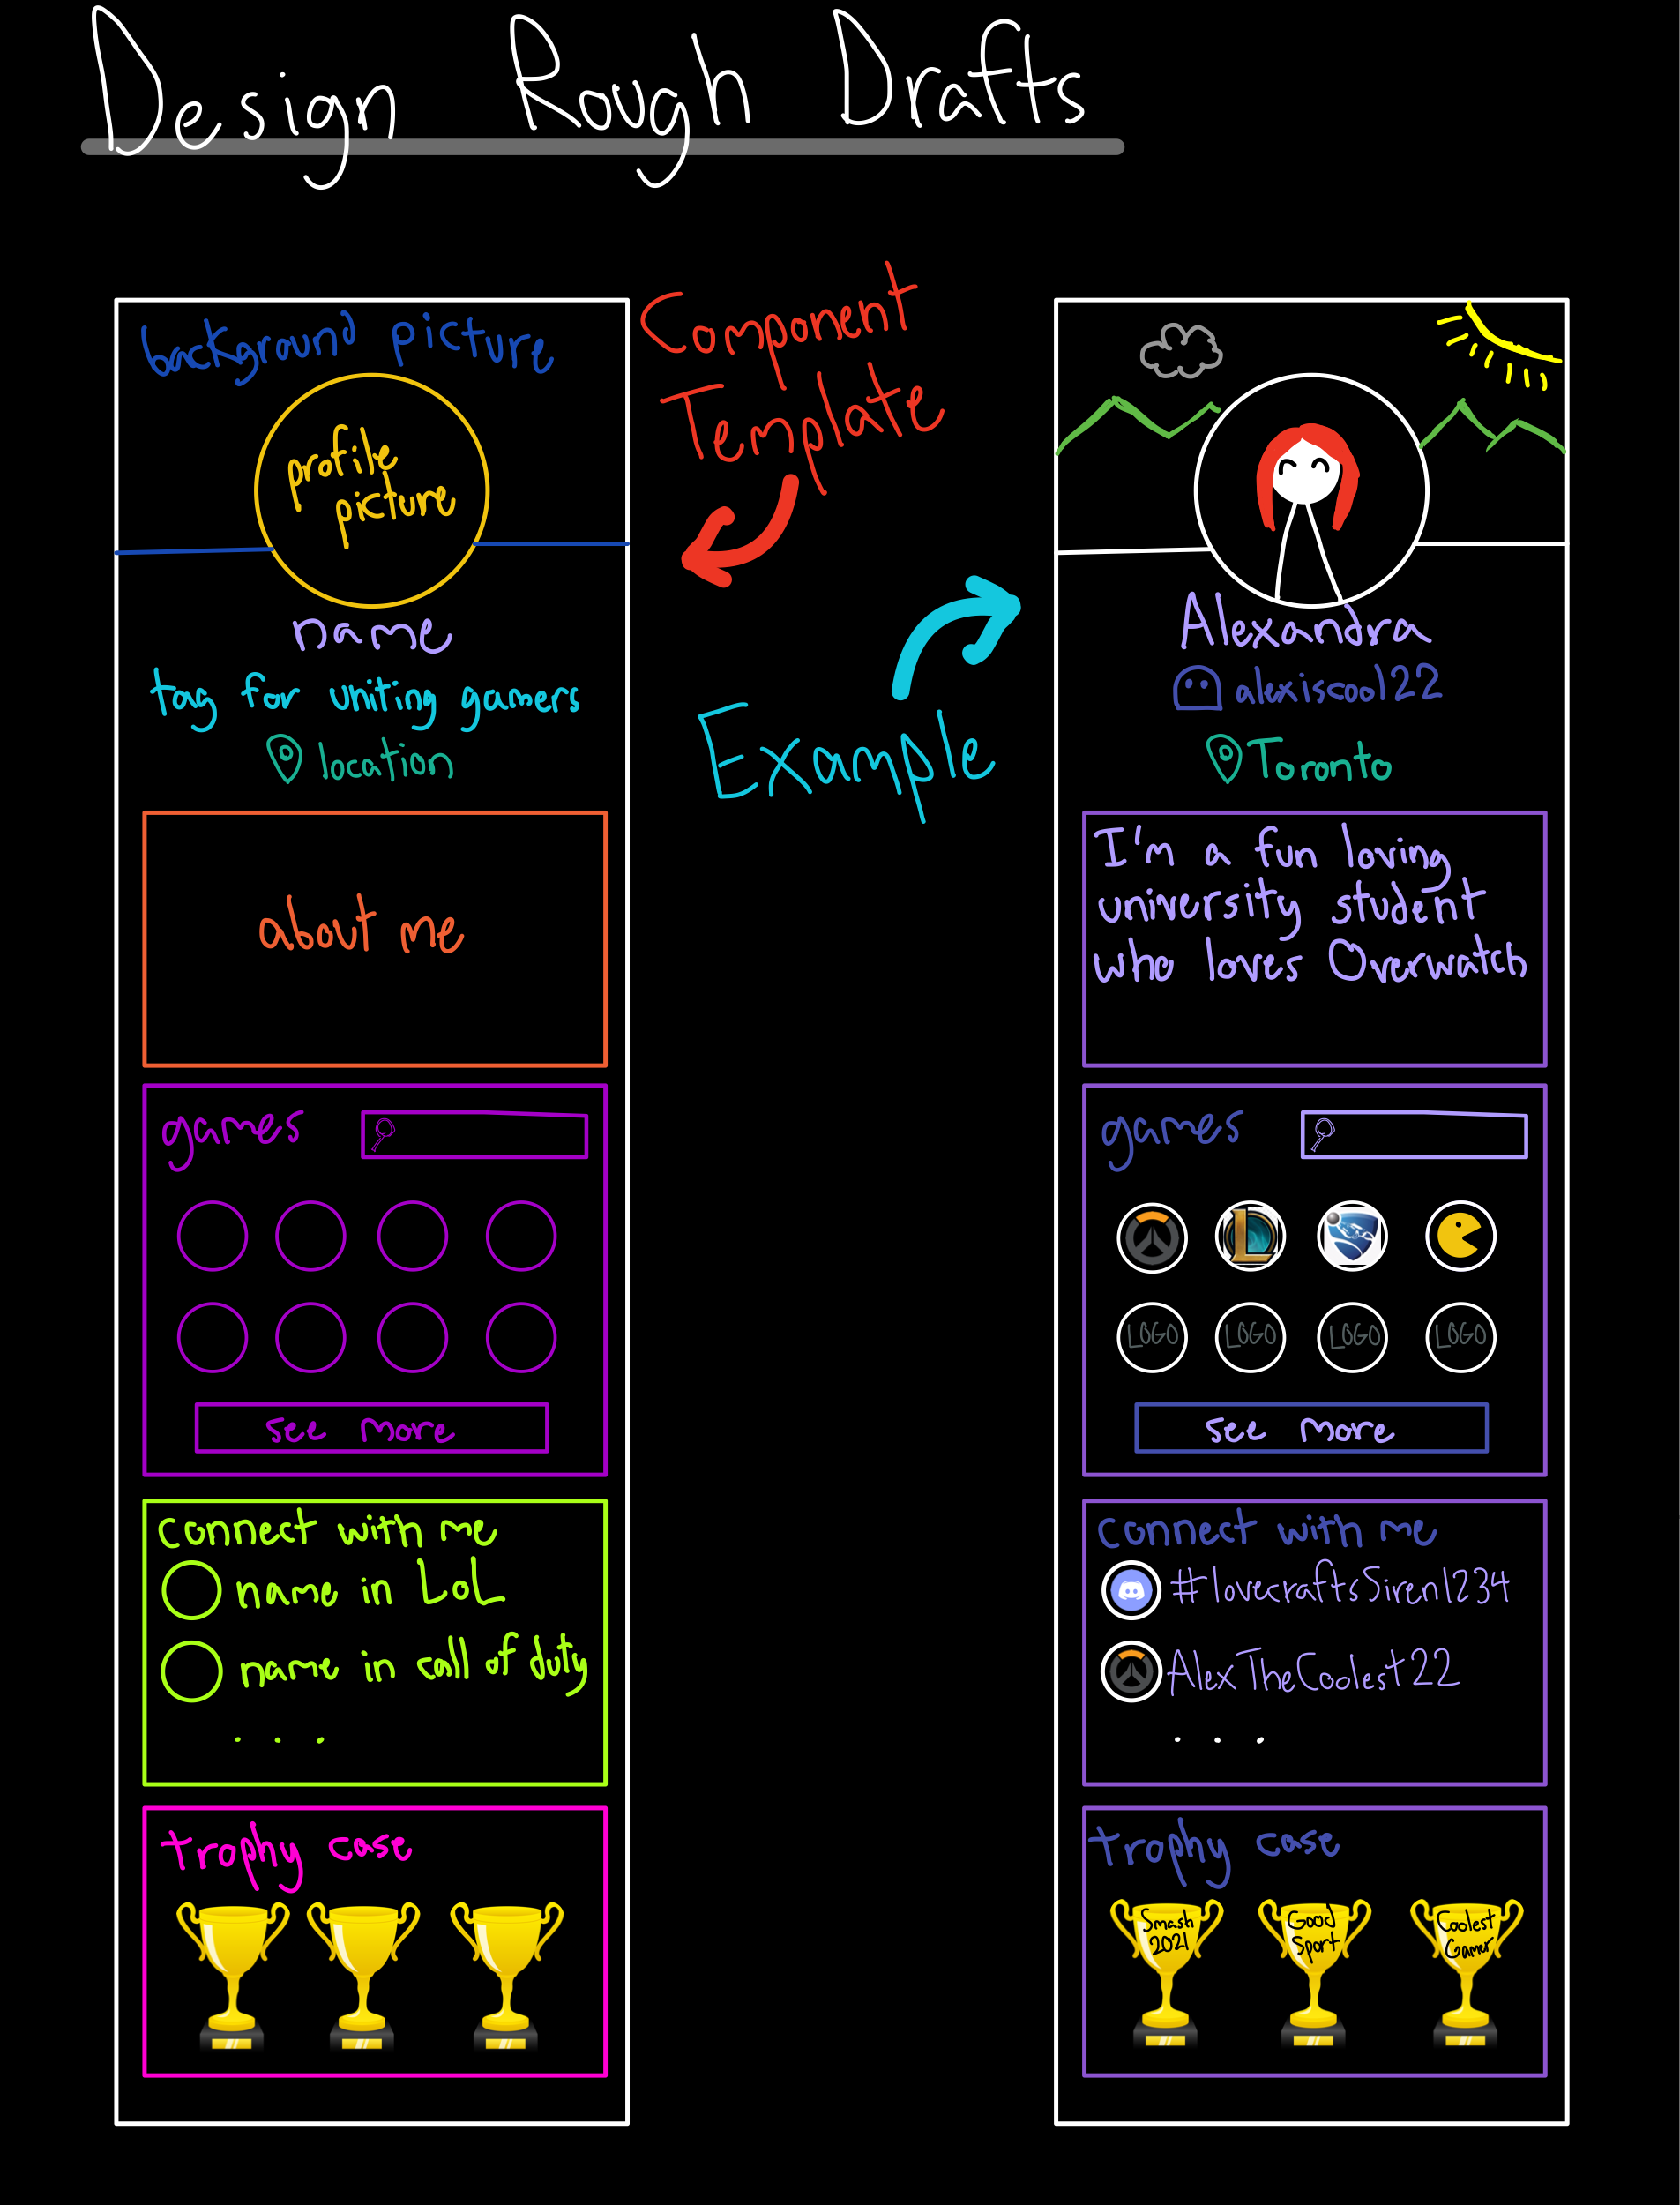 Design Rough Drafts
Component
Template
Example
background picture
profile
picture
name
tag for uniting gamers
location
about me
games
see more
connect with me
name in LoL
name in call of duty
...
trophy case
Alexandra
alexiscool122
Toronto
I'm a fun loving
university student
who loves Overwatch
games
L
LOGO LOGO LOGO LOGO
see more
connect with me
#lovecraftsSiren1234
AlexTheCoolest22
...
trophy case
Smash
2021
Good
Sport
Coolest
Gamer